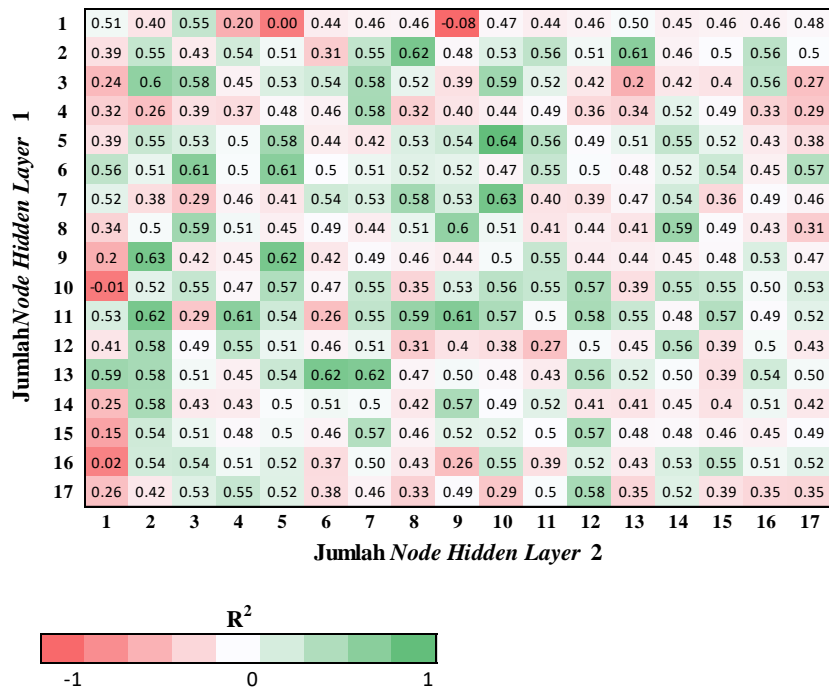 1 0.51 0.40 0.55 0.20 0.00 0.44 0.46 0.46 -0.08 0.47 0.44 0.46 0.50 0.45 0.46 0.46 0.48
2 0.39 0.55 0.43 0.54 0.51 0.31 0.55 0.62 0.48 0.53 0.56 0.51 0.61 0.46 0.5 0.56 0.5
3 0.24 0.6 0.58 0.45 0.53 0.54 0.58 0.52 0.39 0.59 0.52 0.42 0.2 0.42 0.4 0.56 0.27
4 0.32 0.26 0.39 0.37 0.48 0.46 0.58 0.32 0.40 0.44 0.49 0.36 0.34 0.52 0.49 0.33 0.29
5 0.39 0.55 0.53 0.5 0.58 0.44 0.42 0.53 0.54 0.64 0.56 0.49 0.51 0.55 0.52 0.43 0.38
6 0.56 0.51 0.61 0.5 0.61 0.5 0.51 0.52 0.52 0.47 0.55 0.5 0.48 0.52 0.54 0.45 0.57
7 0.52 0.38 0.29 0.46 0.41 0.54 0.53 0.58 0.53 0.63 0.40 0.39 0.47 0.54 0.36 0.49 0.46
8 0.34 0.5 0.59 0.51 0.45 0.49 0.44 0.51 0.6 0.51 0.41 0.44 0.41 0.59 0.49 0.43 0.31
9 0.2 0.63 0.42 0.45 0.62 0.42 0.49 0.46 0.44 0.5 0.55 0.44 0.44 0.45 0.48 0.53 0.47
10 -0.01 0.52 0.55 0.47 0.57 0.47 0.55 0.35 0.53 0.56 0.55 0.57 0.39 0.55 0.55 0.50 0.53
11 0.53 0.62 0.29 0.61 0.54 0.26 0.55 0.59 0.61 0.57 0.5 0.58 0.55 0.48 0.57 0.49 0.52
12 0.41 0.58 0.49 0.55 0.51 0.46 0.51 0.31 0.4 0.38 0.27 0.5 0.45 0.56 0.39 0.5 0.43
13 0.59 0.58 0.51 0.45 0.54 0.62 0.62 0.47 0.50 0.48 0.43 0.56 0.52 0.50 0.39 0.54 0.50
14 0.25 0.58 0.43 0.43 0.5 0.51 0.5 0.42 0.57 0.49 0.52 0.41 0.41 0.45 0.4 0.51 0.42
15 0.15 0.54 0.51 0.48 0.5 0.46 0.57 0.46 0.52 0.52 0.5 0.57 0.48 0.48 0.46 0.45 0.49
16 0.02 0.54 0.54 0.51 0.52 0.37 0.50 0.43 0.26 0.55 0.39 0.52 0.43 0.53 0.55 0.51 0.52
17 0.26 0.42 0.53 0.55 0.52 0.38 0.46 0.33 0.49 0.29 0.5 0.58 0.35 0.52 0.39 0.35 0.35
1 2 3 4 5 6 7 8 9 10 11 12 13 14 15 16 17
Jumlah Node Hidden Layer 1
Jumlah Node Hidden Layer 2
R²
-1 0 1